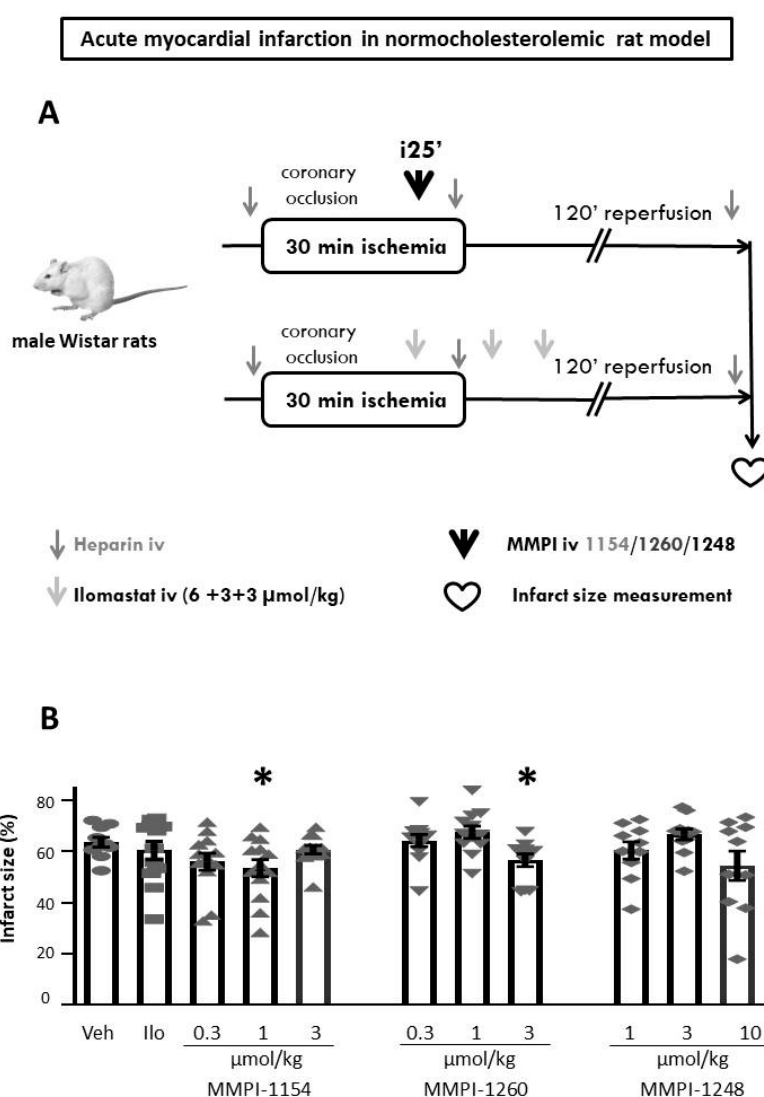 Acute myocardial infarction in normocholesterolemic rat model
A
i25'
coronary
occlusion
120' reperfusion
30 min ischemia
male Wistar rats
coronary
occlusion
120' reperfusion
30 min ischemia
Heparin iv
MMPI iv 1154/1260/1248
Ilomastat iv (6 +3+3 µmol/kg)
Infarct size measurement
B
* *
Infarct size (%)
80
60
40
20
0
Veh Ilo 0.3 1 3 0.3 1 3 1 3 10
µmol/kg µmol/kg µmol/kg
MMPI-1154 MMPI-1260 MMPI-1248